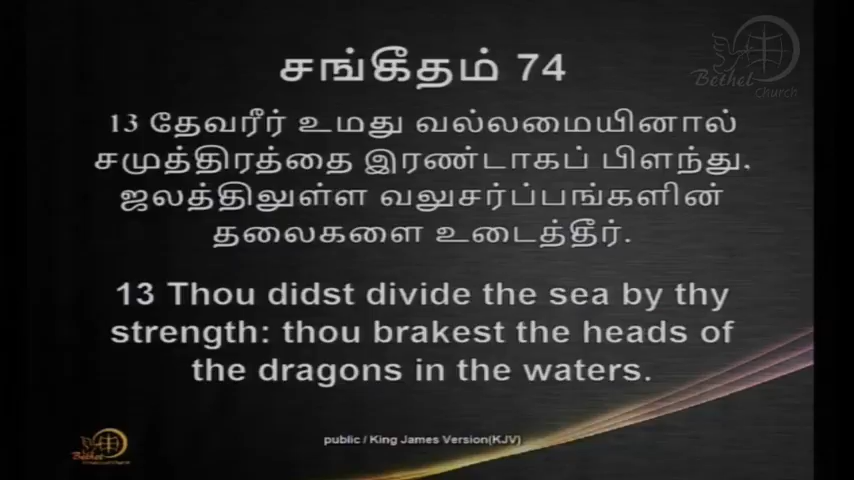 Bethel
Church
சங்கீதம் 74
13 தேவரீர் உமது வல்லமையினால்
சமுத்திரத்தை இரண்டாகப் பிளந்து,
ஜலத்திலுள்ள வலுசர்ப்பங்களின்
தலைகளை உடைத்தீர்.
13 Thou didst divide the sea by thy
strength: thou brakest the heads of
the dragons in the waters.
public / King James Version(KJV)
Bethel